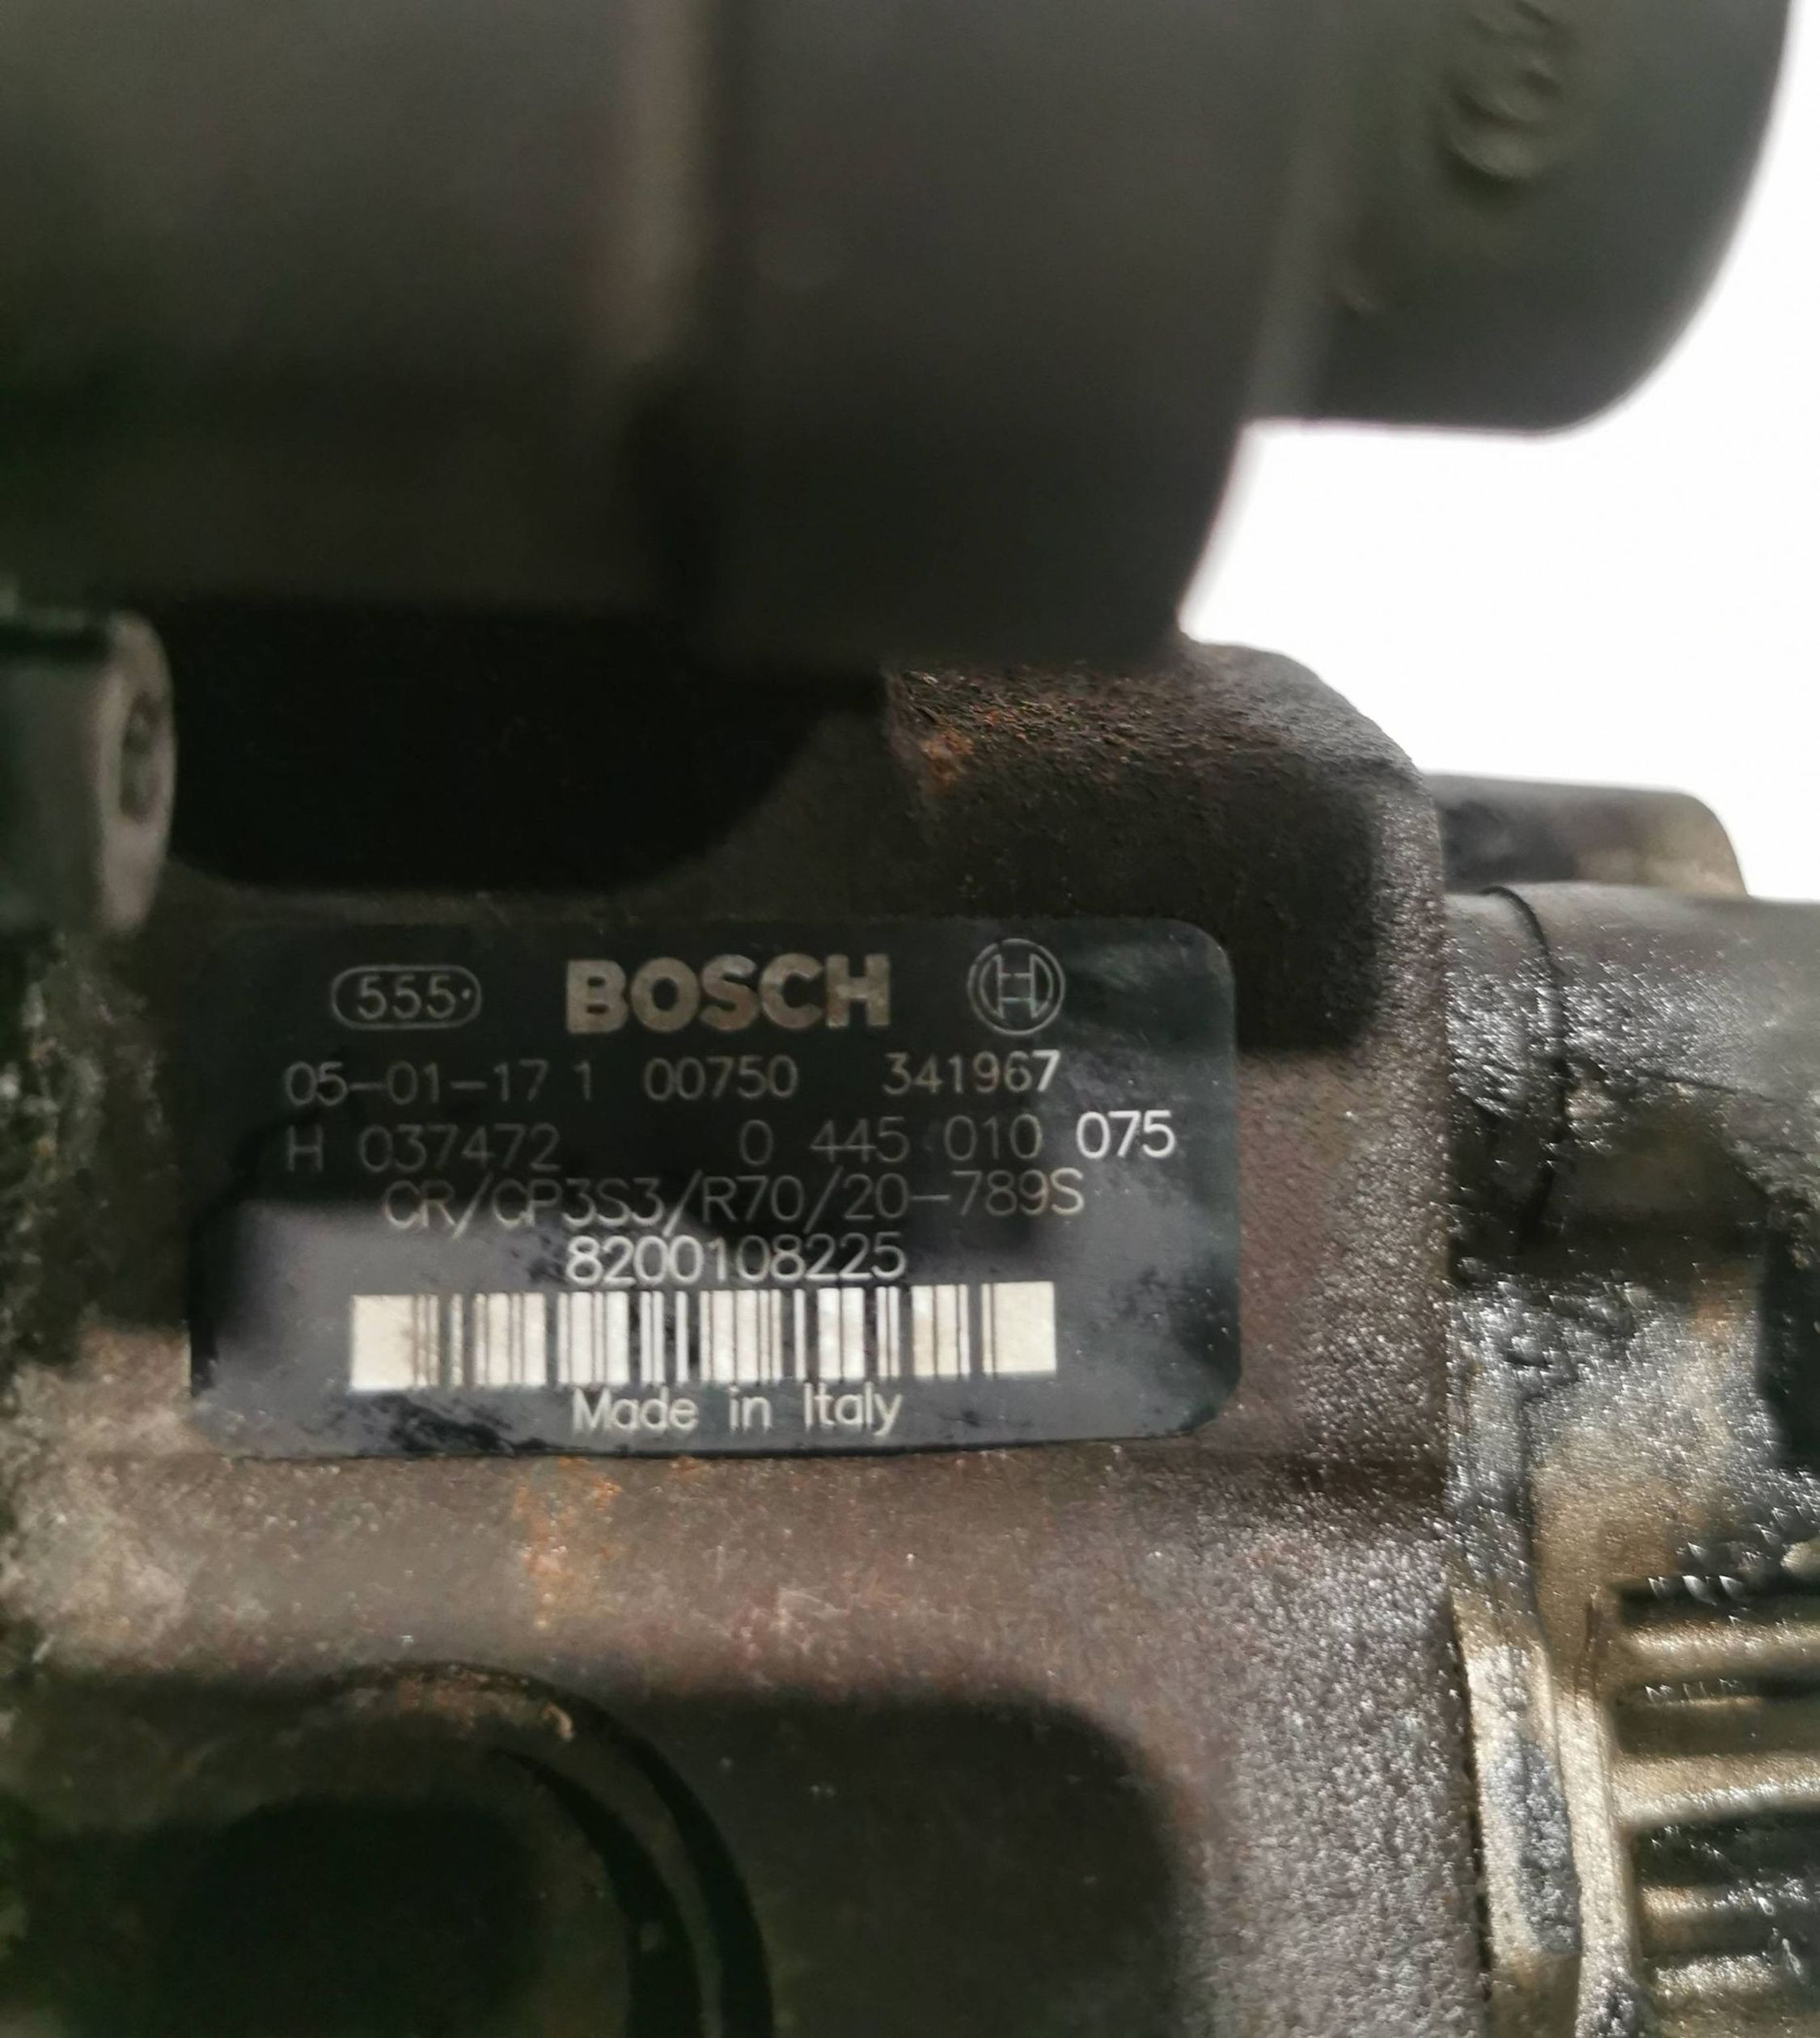 555 BOSCH
05-01-17 1 00750 341967
H 037472 0 445 010 075
CR/CP3S3/R70/20-789S
8200108225
Made in Italy